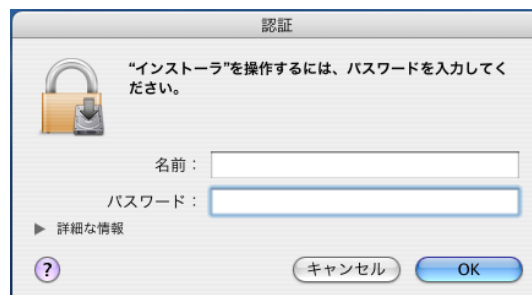 認証
“インストーラ”を操作するには、パスワードを入力してく
ださい。
名前：
パスワード：
▶ 詳細な情報
?
キャンセル
OK